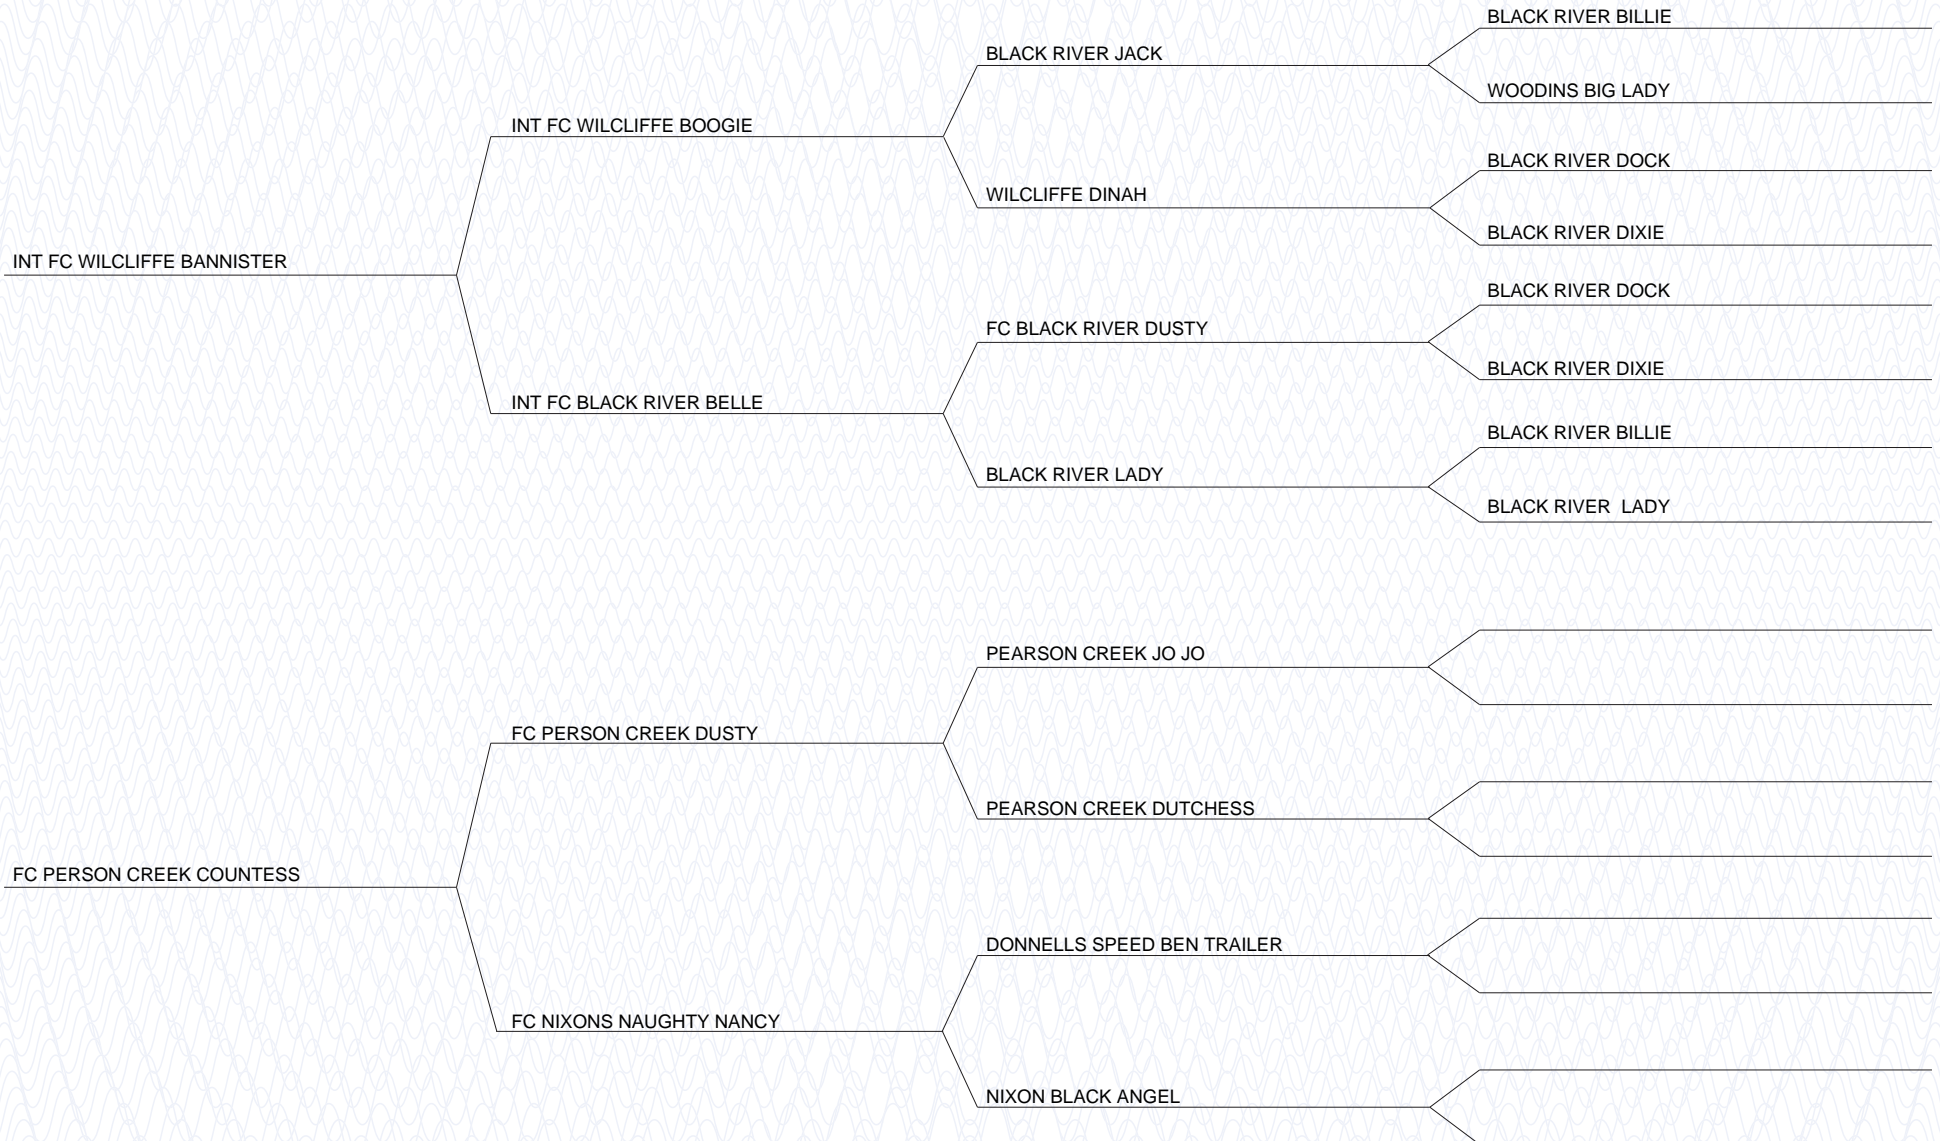 BLACK RIVER BILLIE
BLACK RIVER JACK
WOODINS BIG LADY
INT FC WILCLIFFE BOOGIE
BLACK RIVER DOCK
WILCLIFFE DINAH
BLACK RIVER DIXIE
INT FC WILCLIFFE BANNISTER
BLACK RIVER DOCK
FC BLACK RIVER DUSTY
BLACK RIVER DIXIE
INT FC BLACK RIVER BELLE
BLACK RIVER BILLIE
BLACK RIVER LADY
BLACK RIVER  LADY
PEARSON CREEK JO JO
FC PERSON CREEK DUSTY
PEARSON CREEK DUTCHESS
FC PERSON CREEK COUNTESS
DONNELLS SPEED BEN TRAILER
FC NIXONS NAUGHTY NANCY
NIXON BLACK ANGEL